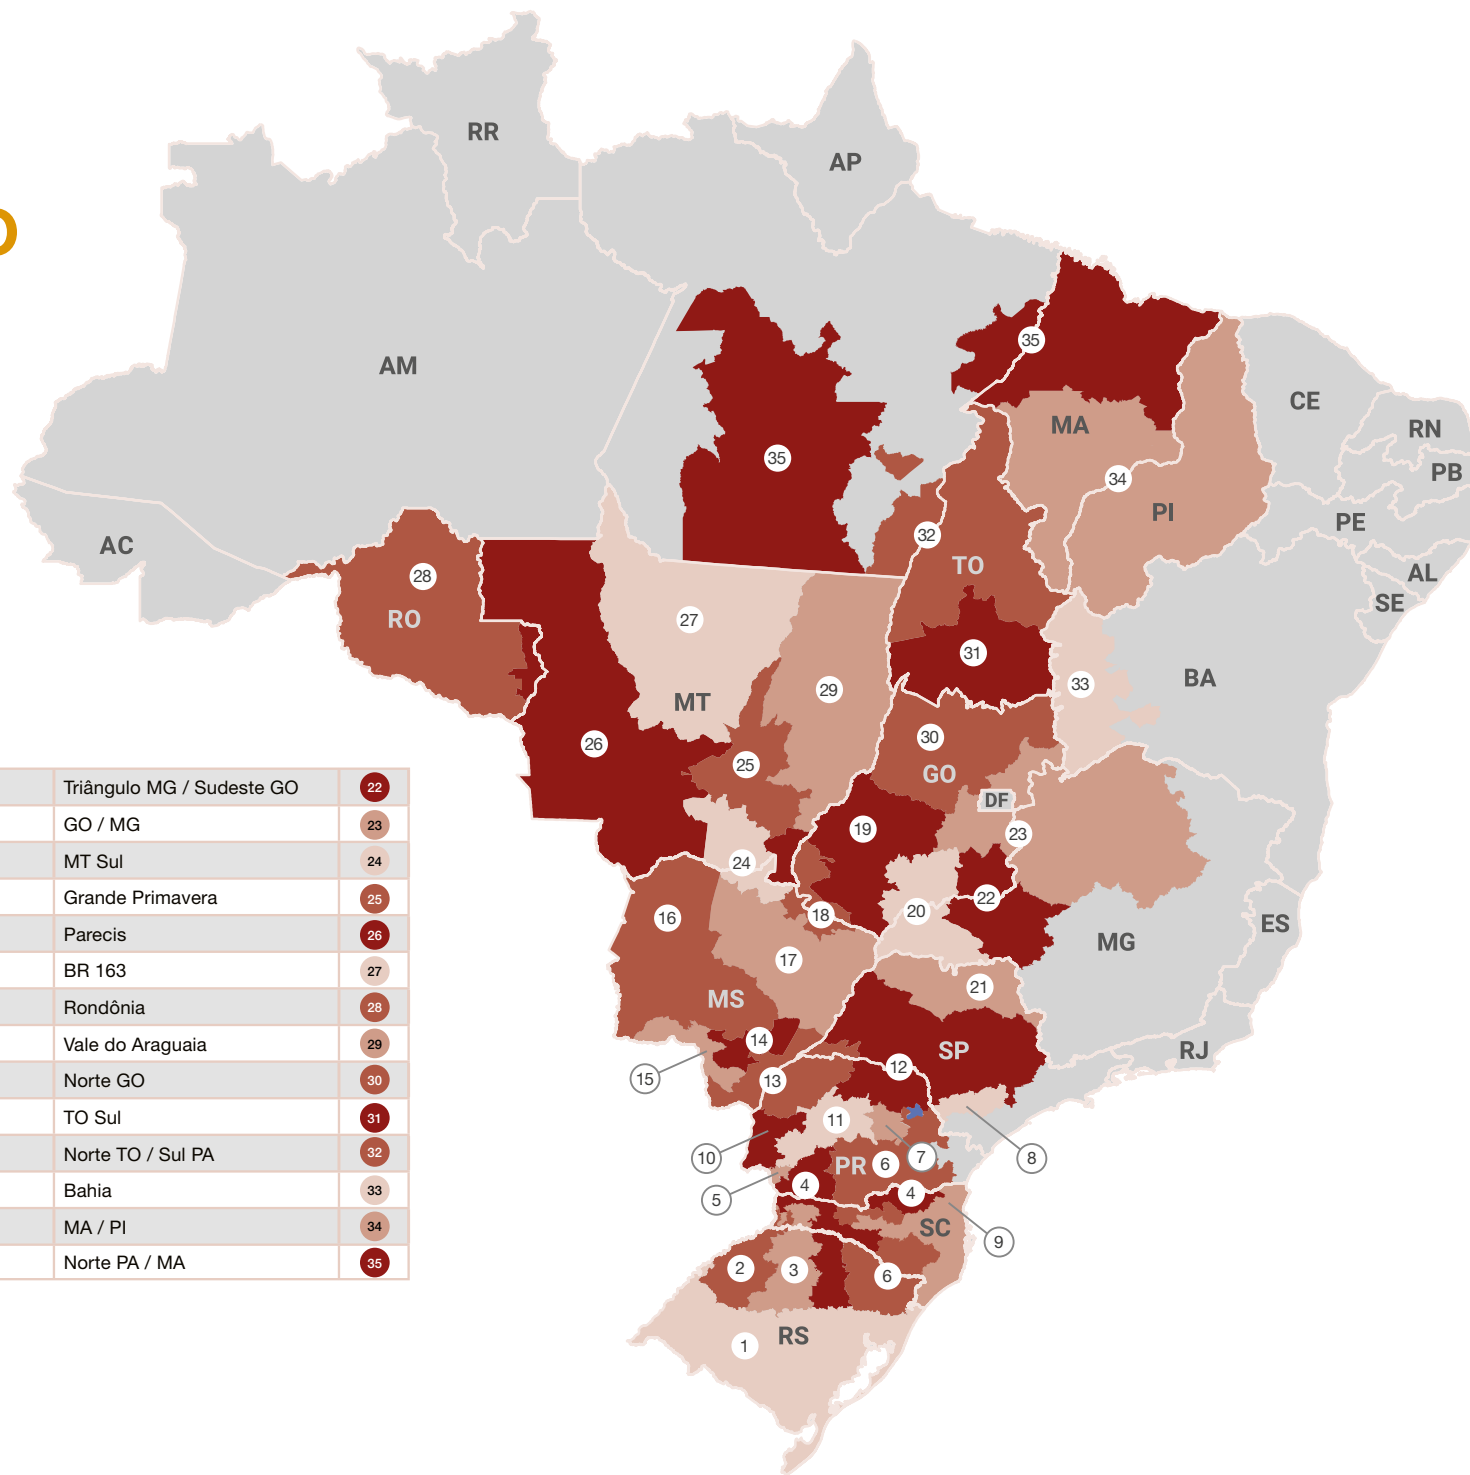 RR
AP
AM
35
CE
MA
RN
35
PB
34
PI
PE
32
AC
TO
AL
28
SE
RO
27
31
BA
33
MT
29
30
26
25
GO
DF
19
23
24
22
16
18
20
ES
MG
17
21
MS
14
SP
RJ
15
12
13
11
10
7
8
PR
6
5
4
4
SC
9
2
3
6
RS
1
Triângulo MG / Sudeste GO 22
GO / MG 23
MT Sul 24
Grande Primavera 25
Parecis 26
BR 163 27
Rondônia 28
Vale do Araguaia 29
Norte GO 30
TO Sul 31
Norte TO / Sul PA 32
Bahia 33
MA / PI 34
Norte PA / MA 35